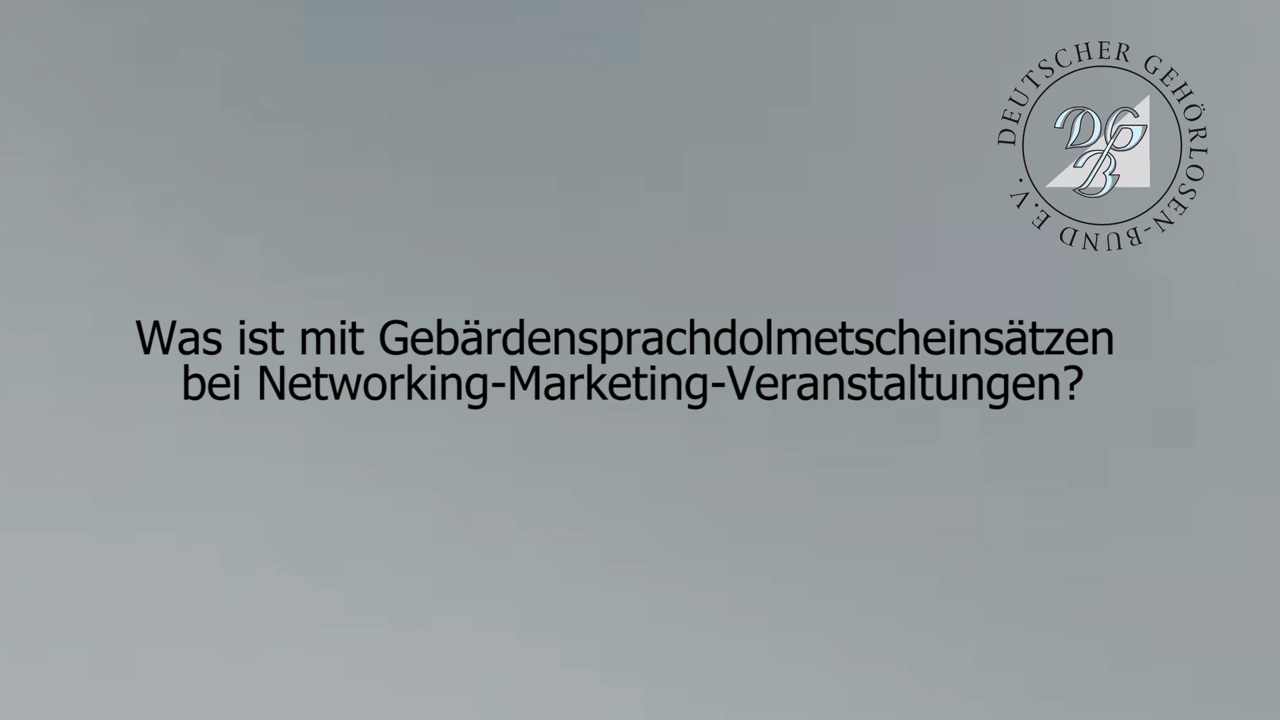 DEUTSCHER GEHÖRLOSEN-BUND E.V. ·
DGB
Was ist mit Gebärdensprachdolmetscheinsätzen
bei Networking-Marketing-Veranstaltungen?